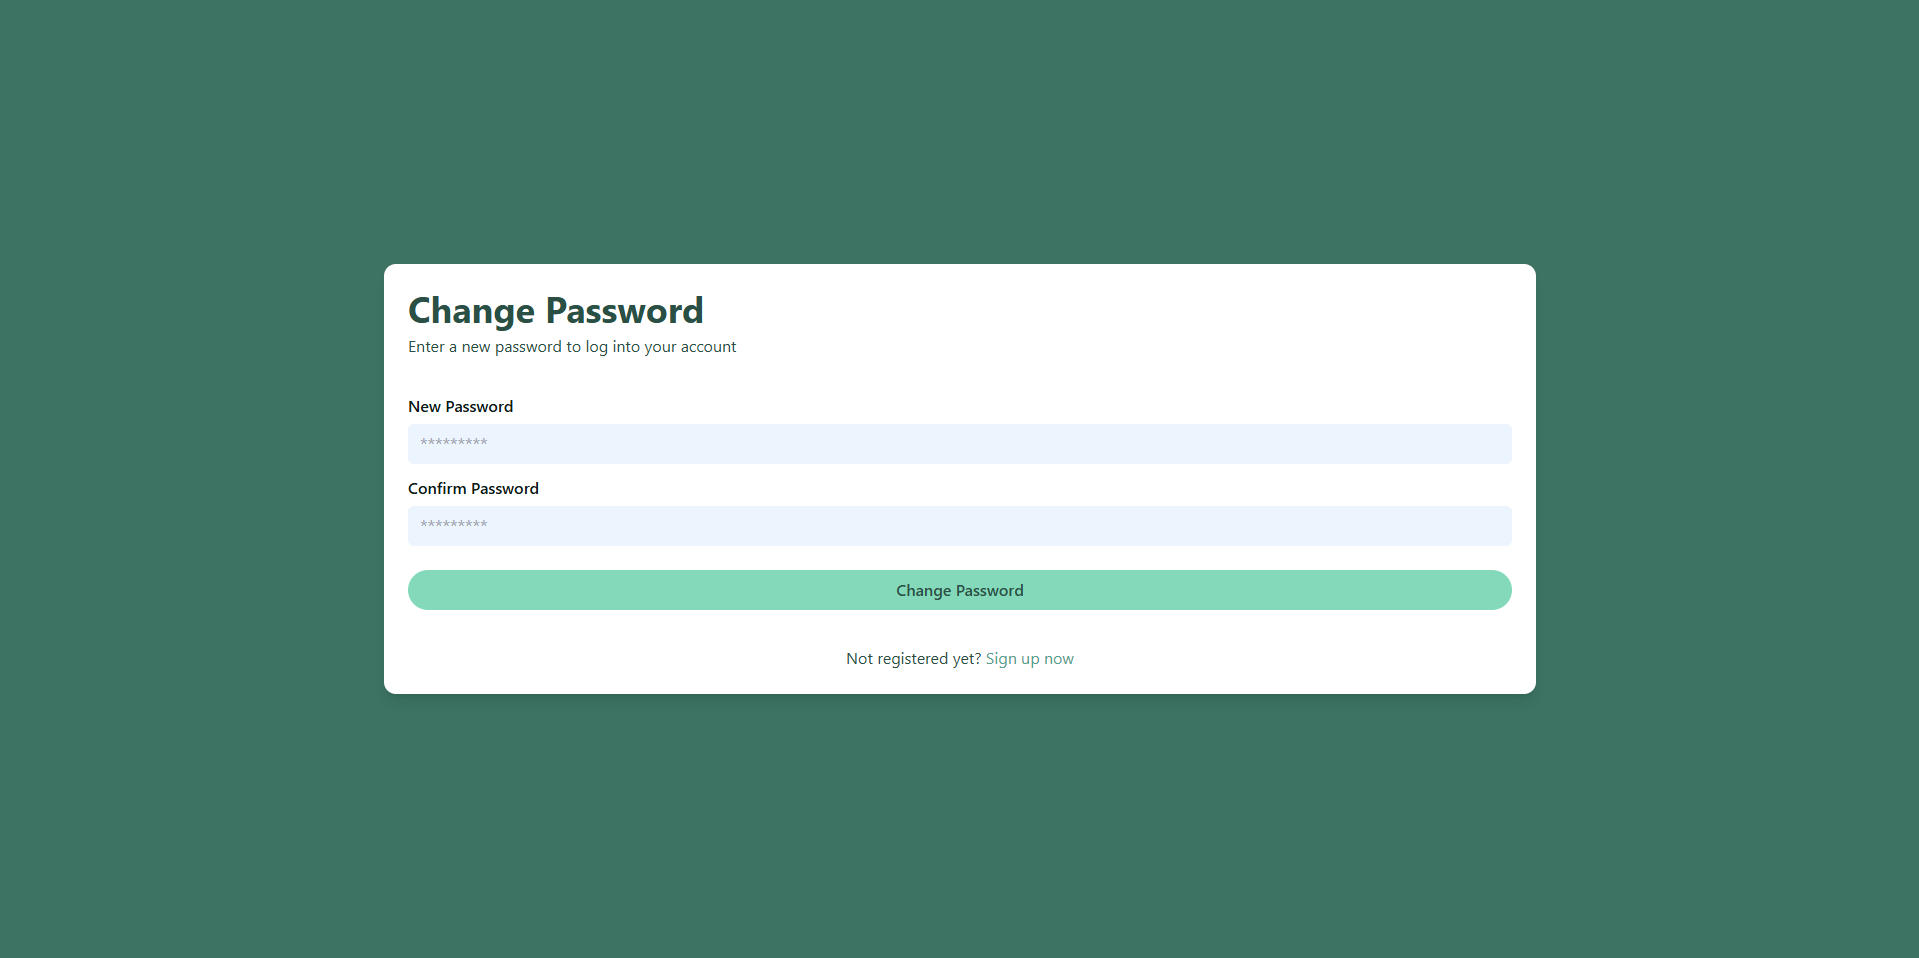 Change Password
Enter a new password to log into your account
New Password
*********
Confirm Password
*********
Change Password
Not registered yet? Sign up now